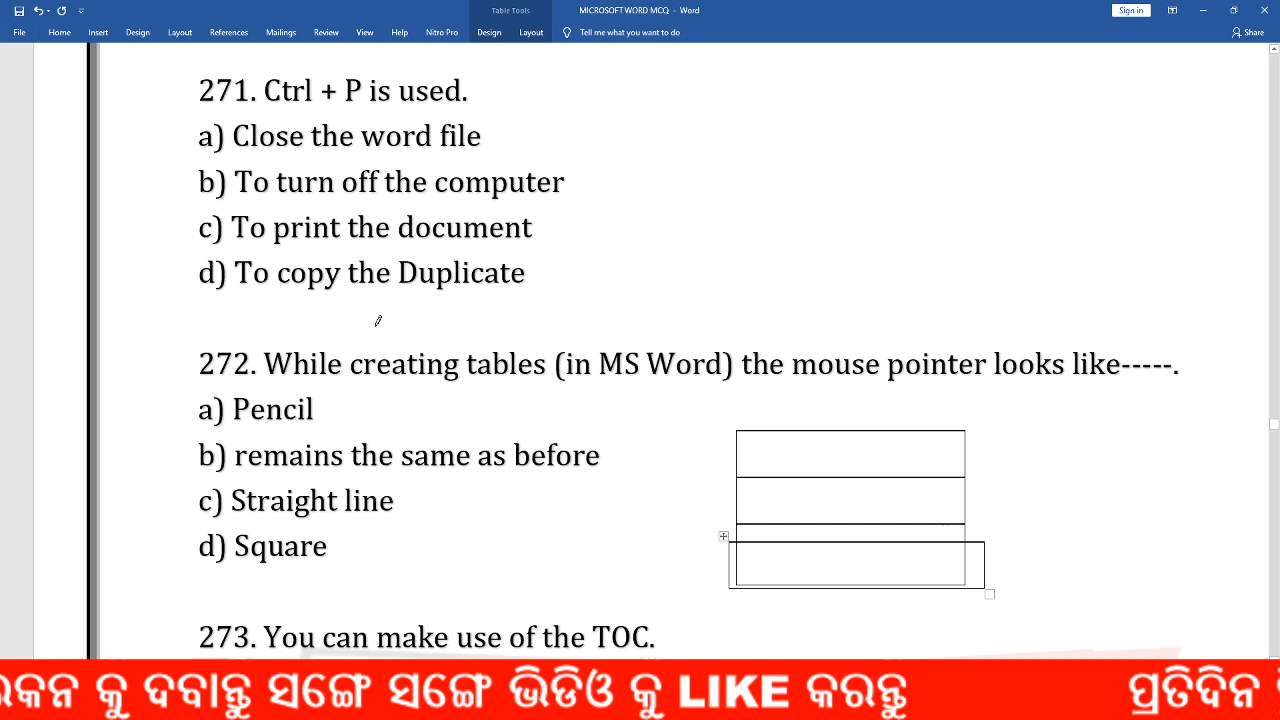 Table Tools
MICROSOFT WORD MCQ - Word
Sign in
File Home Insert Design Layout References Mailings Review View Help Nitro Pro Design Layout Tell me what you want to do Share
271. Ctrl + P is used.
a) Close the word file
b) To turn off the computer
c) To print the document
d) To copy the Duplicate
272. While creating tables (in MS Word) the mouse pointer looks like-----.
a) Pencil
b) remains the same as before
c) Straight line
d) Square
273. You can make use of the TOC.
କୁ ଦବାନ୍ତୁ ସଙ୍ଗେ ସଙ୍ଗେ ଭିଡିଓ କୁ LIKE କରନ୍ତୁ ପ୍ରତିଦିନ